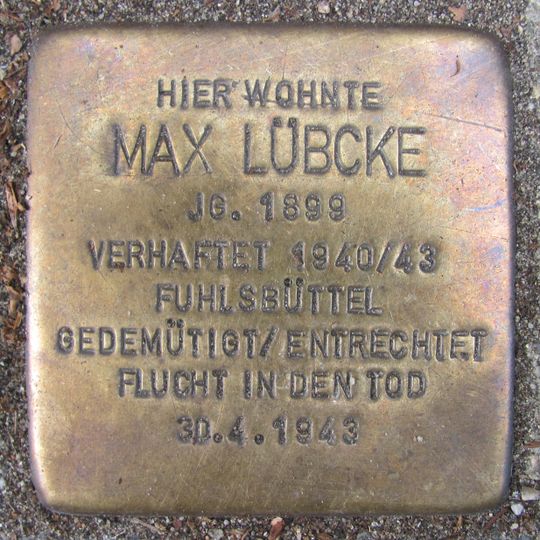 HIER WOHNTE
MAX LÜBCKE
JG. 1899
VERHAFTET 1940/43
FUHLSBÜTTEL
GEDEMÜTIGT/ENTRECHTET
FLUCHT IN DEN TOD
30.4.1943